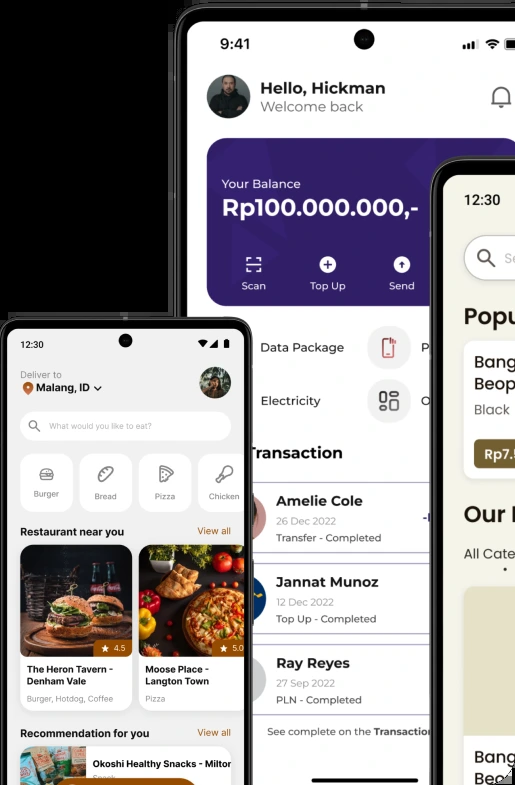 9:41
Hello, Hickman
Welcome back
Your Balance
Rp100.000.000,-
Scan
Top Up
Send
Data Package
P
Electricity
Transaction
Amelie Cole
26 Dec 2022
Transfer - Completed
Jannat Munoz
12 Dec 2022
Top Up - Completed
Ray Reyes
27 Sep 2022
PLN - Completed
See complete on the Transaction
12:30
Deliver to
Malang, ID
What would you like to eat?
Burger
Bread
Pizza
Chicken
Restaurant near you
View all
4.5
5.0
The Heron Tavern -
Denham Vale
Burger, Hotdog, Coffee
Moose Place -
Langton Town
Pizza
Recommendation for you
View all
Okoshi Healthy Snacks - Milton
Snack
12:30
Se
Popu
Bang
Beop
Black
Rp7.5
Our
All Cate
Bang
Beop